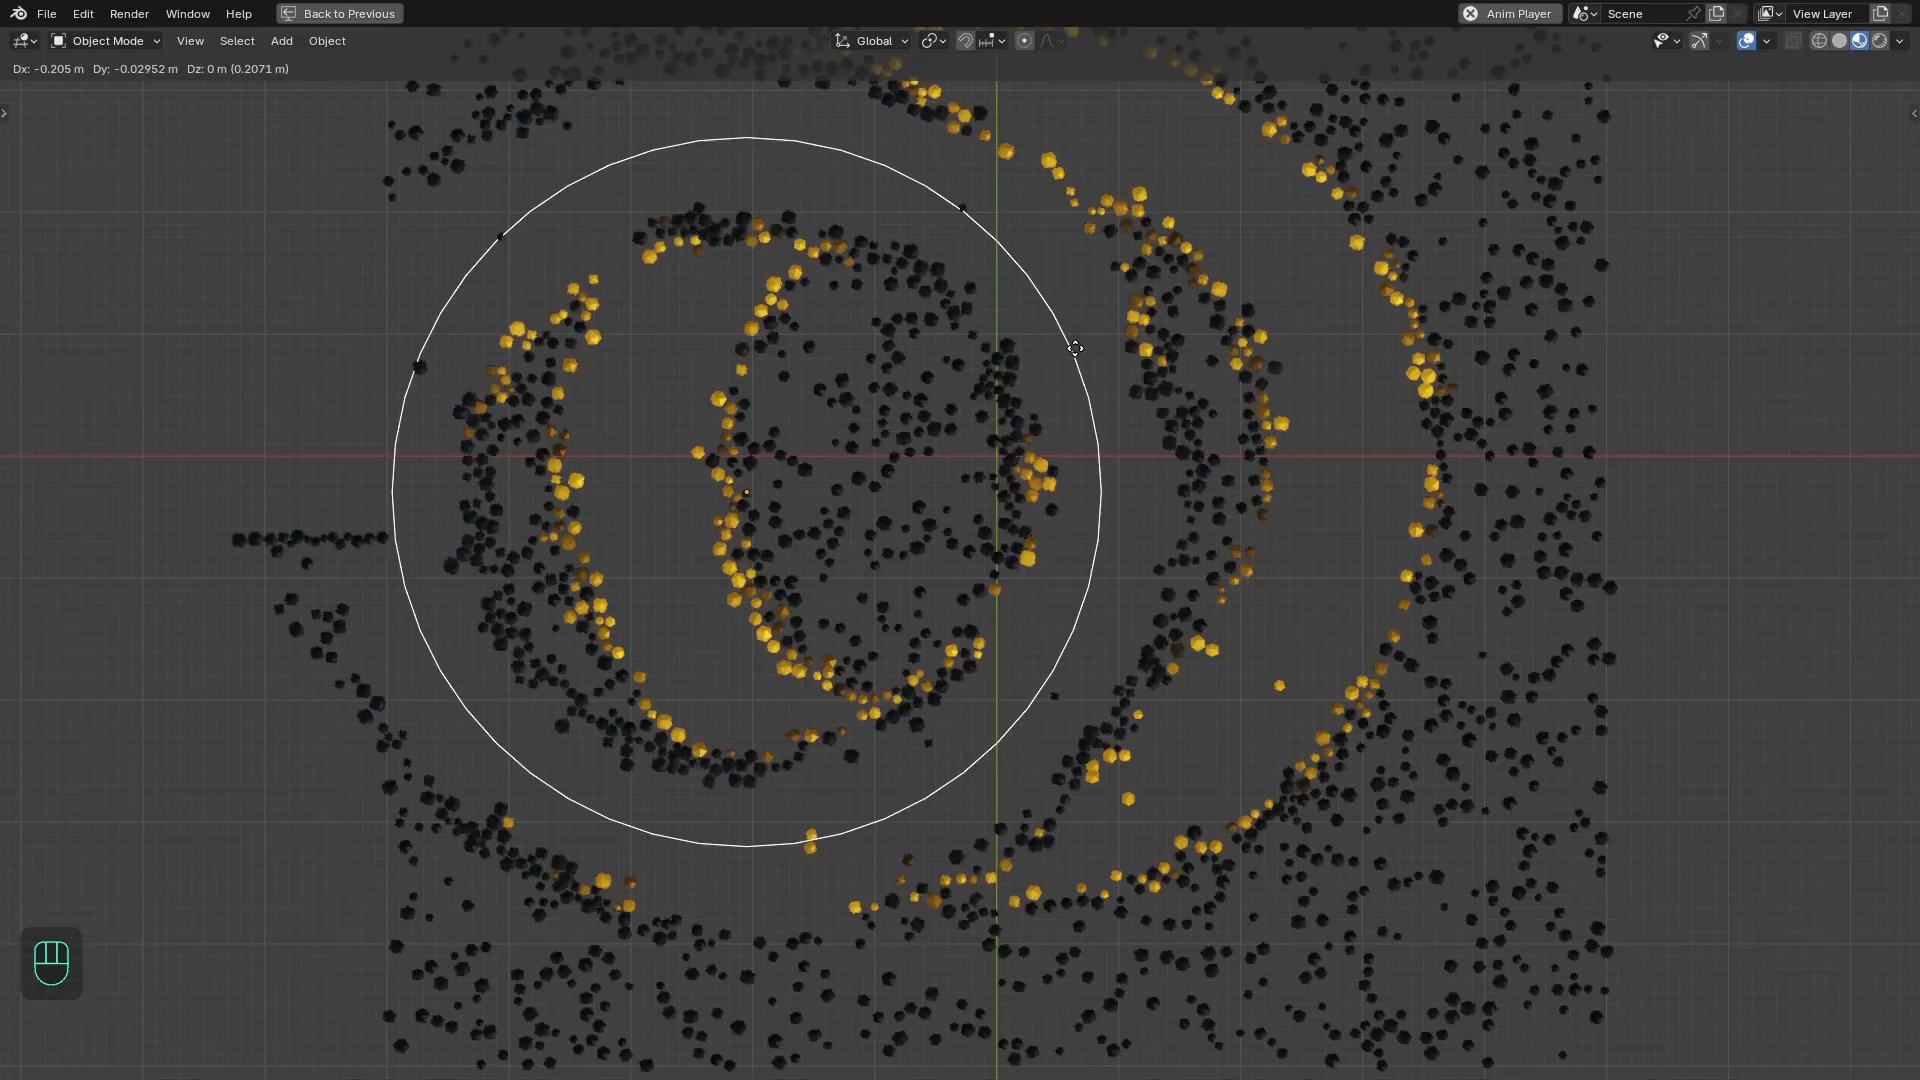 File Edit Render Window Help Back to Previous Anim Player Scene View Layer
Object Mode View Select Add Object Global
Dx: -0.205 m Dy: -0.02952 m Dz: 0 m (0.2071 m)